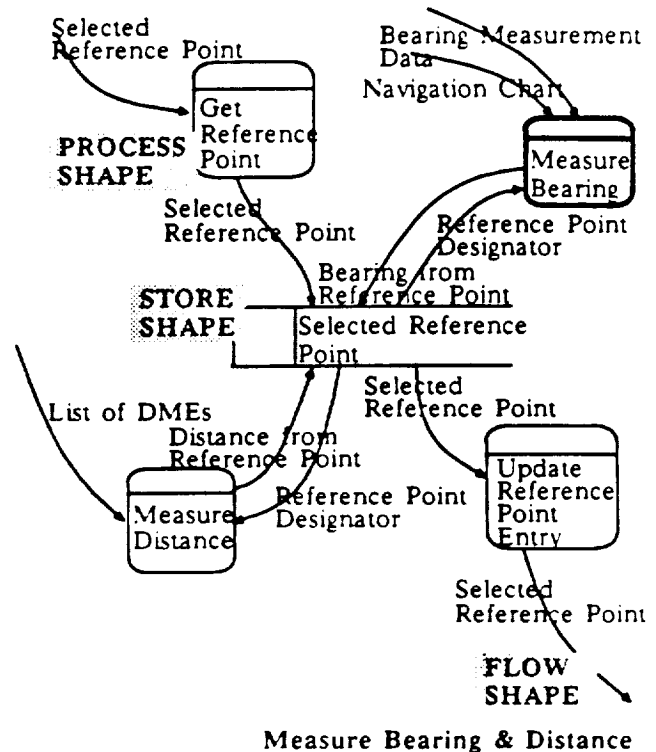 Selected
Reference Point
Bearing Measurement
Data
Navigation Chart
Get
Reference
Point
PROCESS
SHAPE
Measure
Bearing
Selected
Reference Point
Reference Point
Designator
Bearing from
Reference Point
STORE
SHAPE
Selected Reference
Point
Selected
Reference Point
List of DMEs
Distance from
Reference Point
Update
Reference
Point
Entry
Reference Point
Designator
Measure
Distance
Selected
Reference Point
FLOW
SHAPE
Measure Bearing & Distance